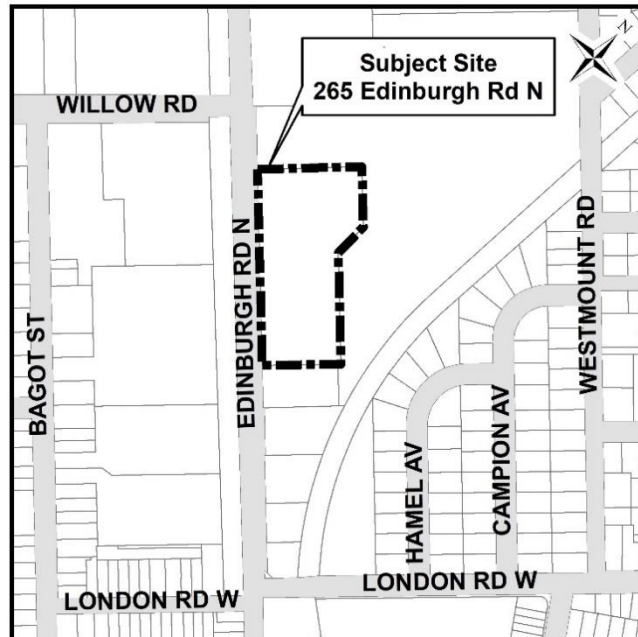 Subject Site
265 Edinburgh Rd N
N
WILLOW RD
EDINBURGH RD N
BAGOT ST
WESTMOUNT RD
HAMEL AV
CAMPION AV
LONDON RD W
LONDON RD W